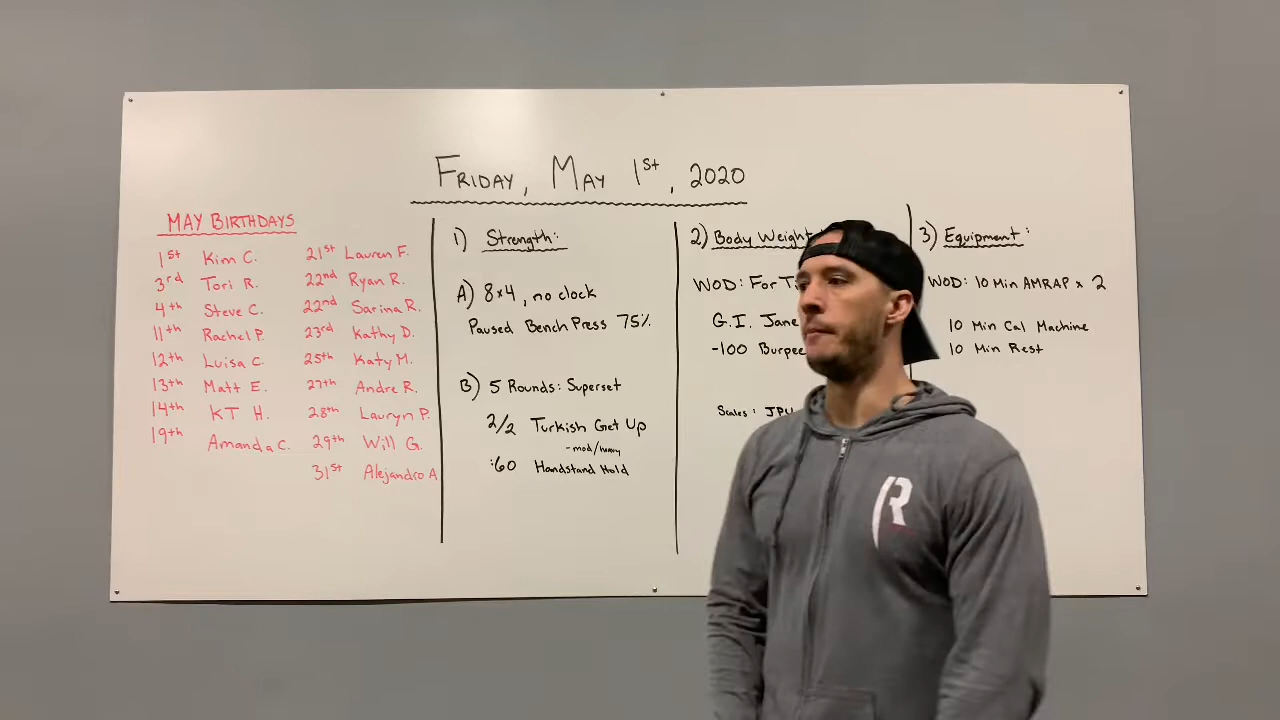 FRIDAY, MAY 1st, 2020
MAY BIRTHDAYS
1st Kim C.
3rd Tori R.
4th Steve C.
11th Rachel P.
12th Luisa C.
13th Matt E.
14th KT H.
19th Amanda C.
21st Lauren F.
22nd Ryan R.
22nd Sarina R.
23rd Kathy D.
25th Katy M.
27th Andre R.
28th Lauryn P.
29th Will G.
31st Alejandro A
1) Strength:
A) 8x4, no clock
Paused Bench Press 75%
B) 5 Rounds: Superset
2/2 Turkish Get Up
-mod/heavy
:60 Handstand Hold
2) Body Weight
WOD: For
G.I. Jane
-100 Burpee
Scales:
3) Equipment:
WOD: 10 Min AMRAP x 2
10 Min Cal Machine
10 Min Rest
R